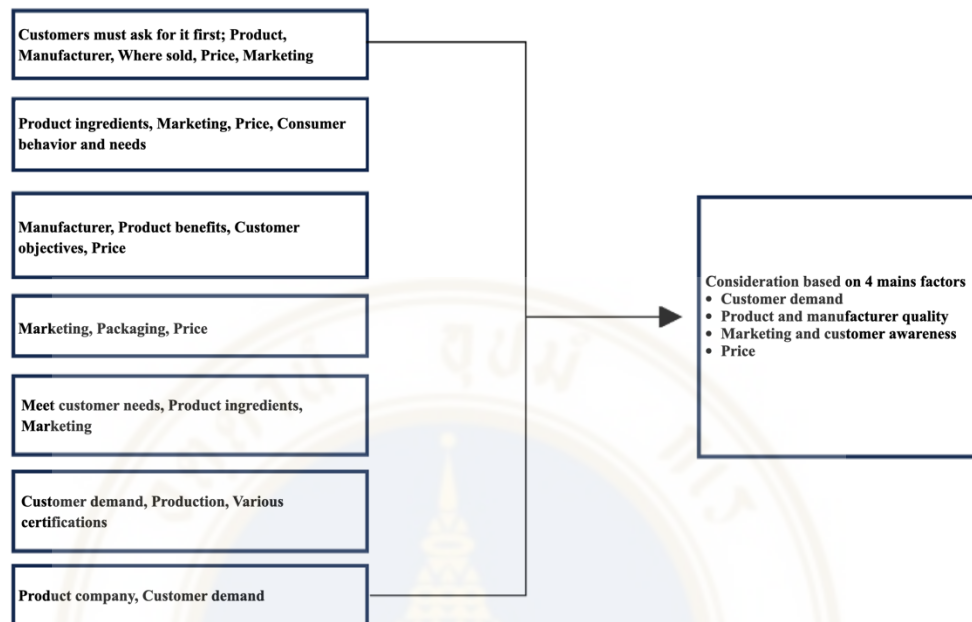 Customers must ask for it first; Product,
Manufacturer, Where sold, Price, Marketing
Product ingredients, Marketing, Price, Consumer
behavior and needs
Manufacturer, Product benefits, Customer
objectives, Price
Marketing, Packaging, Price
Meet customer needs, Product ingredients,
Marketing
Customer demand, Production, Various
certifications
Product company, Customer demand
Consideration based on 4 mains factors
• Customer demand
• Product and manufacturer quality
• Marketing and customer awareness
• Price